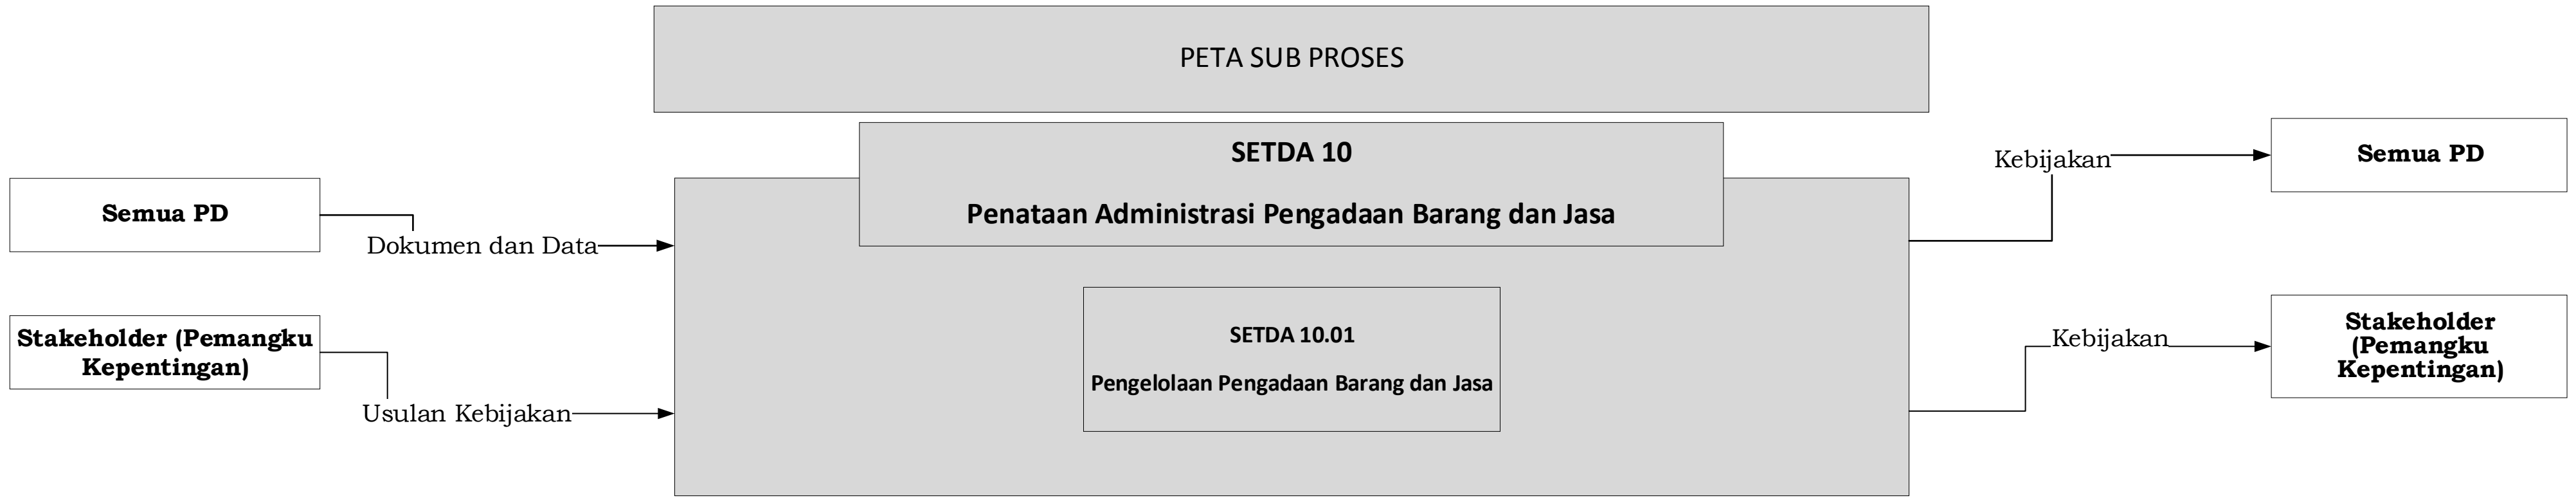 PETA SUB PROSES
SETDA 10
Penataan Administrasi Pengadaan Barang dan Jasa
Semua PD
Dokumen dan Data
Stakeholder (Pemangku
Kepentingan)
Usulan Kebijakan
SETDA 10.01
Pengelolaan Pengadaan Barang dan Jasa
Kebijakan
Semua PD
Kebijakan
Stakeholder
(Pemangku
Kepentingan)